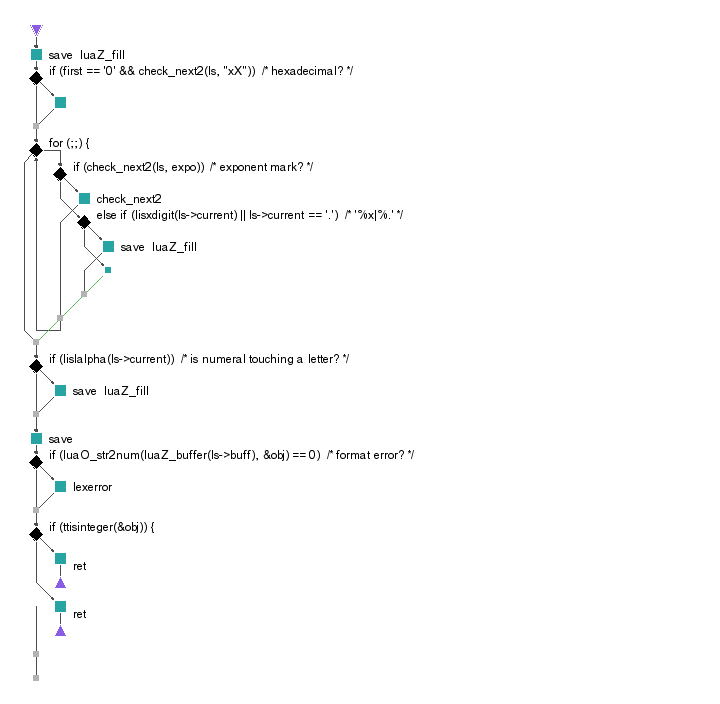 save luaZ_fill
if (first == '0' && check_next2(ls, "xX")) /* hexadecimal? */
for (;;) {
if (check_next2(ls, expo)) /* exponent mark? */
check_next2
else if (lisxdigit(ls->current) || ls->current == '.') /* '%x|%.' */
save luaZ_fill
if (lislalpha(ls->current)) /* is numeral touching a letter? */
save luaZ_fill
save
if (luaO_str2num(luaZ_buffer(ls->buff), &obj) == 0) /* format error? */
lexerror
if (ttisinteger(&obj)) {
ret
ret